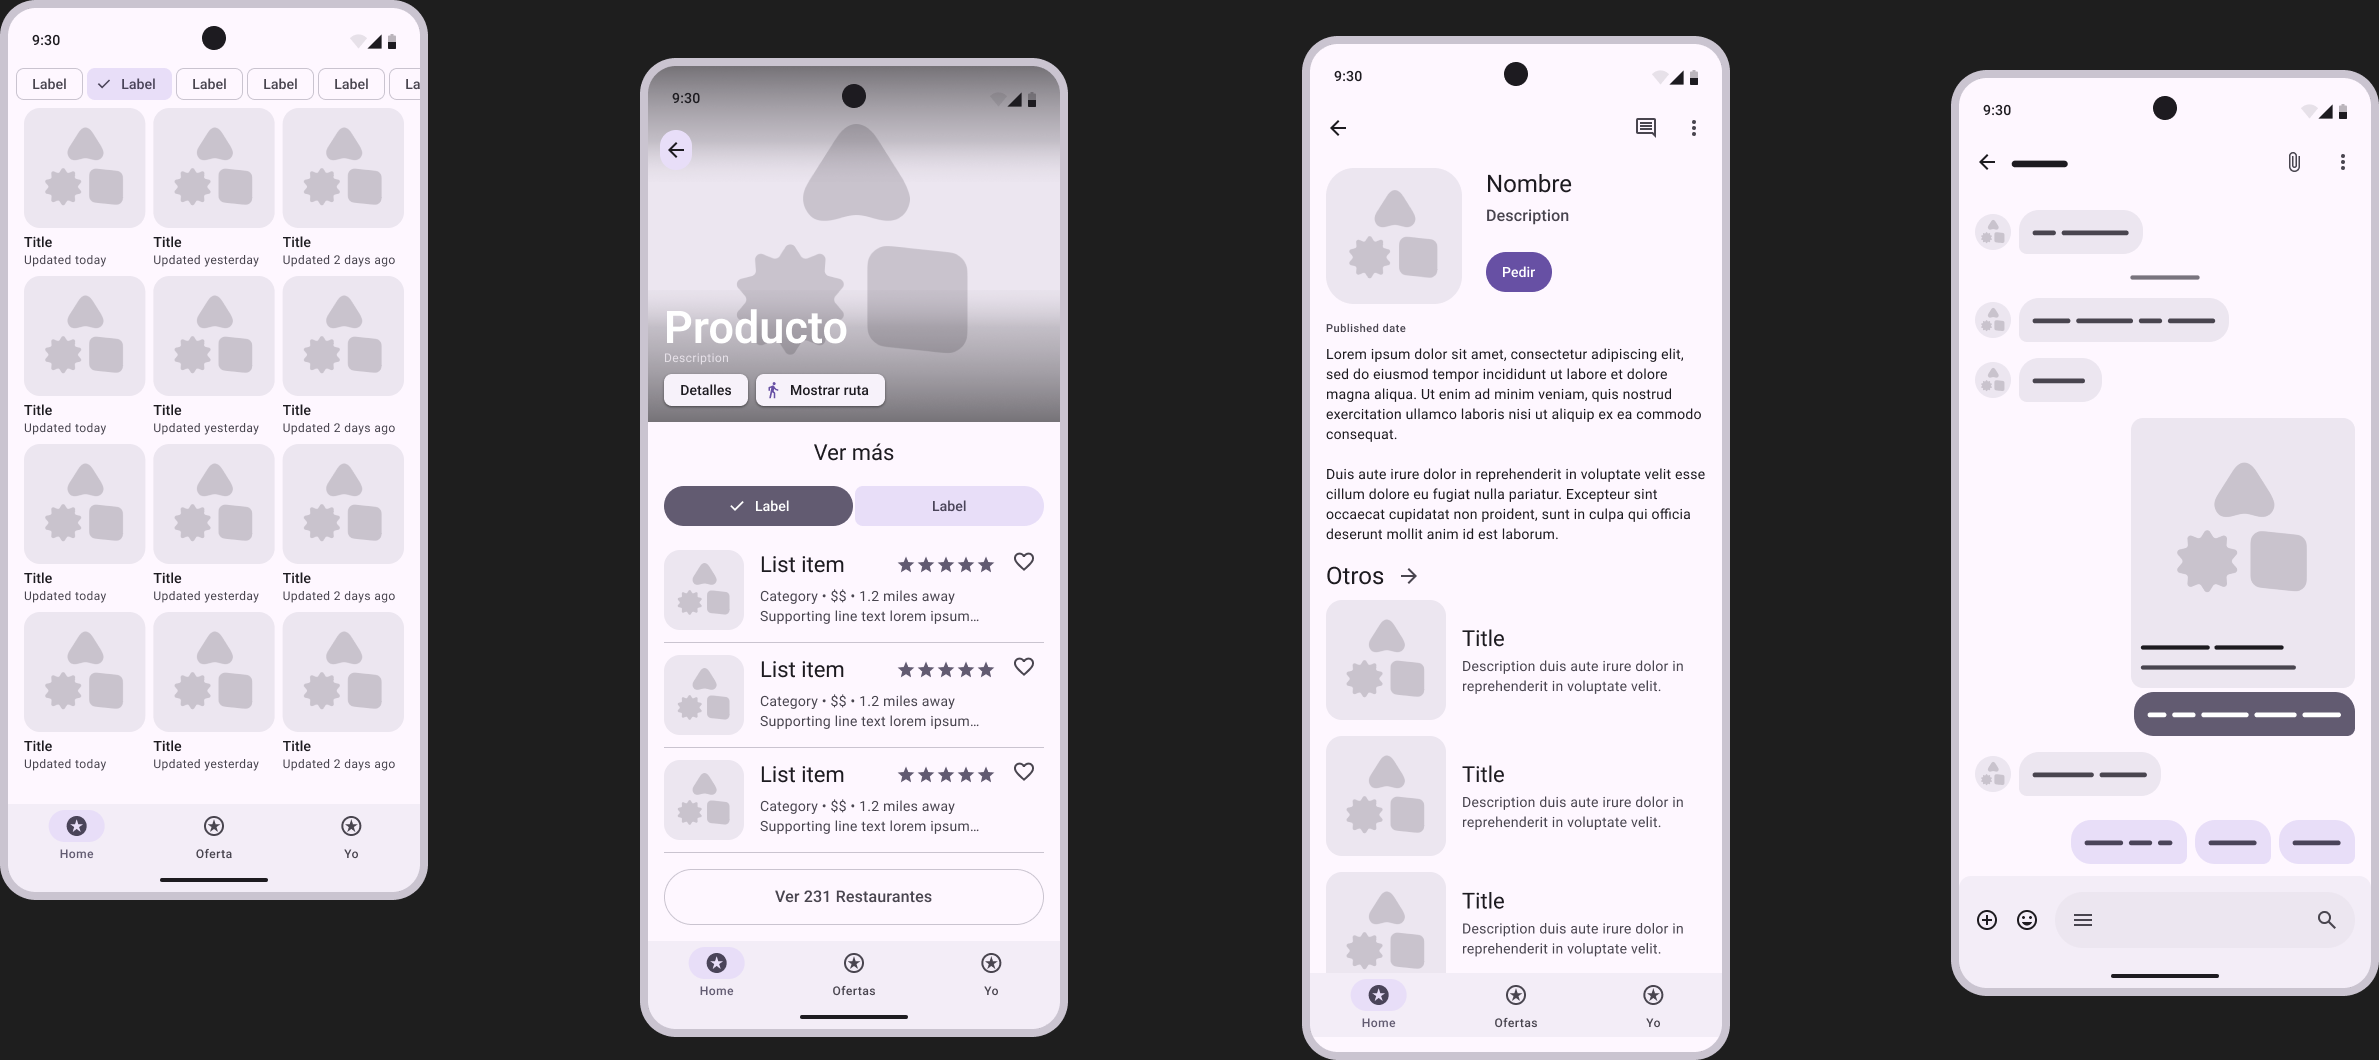 9:30
Label
Label
Label
Label
Label
La
Title
Title
Title
Updated today
Updated yesterday
Updated 2 days ago
Title
Title
Title
Updated today
Updated yesterday
Updated 2 days ago
Title
Title
Title
Updated today
Updated yesterday
Updated 2 days ago
Title
Title
Title
Updated today
Updated yesterday
Updated 2 days ago
Home
Oferta
Yo
9:30
Producto
Description
Detalles
Mostrar ruta
Ver más
Label
Label
List item
Category • $$ • 1.2 miles away
Supporting line text lorem ipsum...
List item
Category • $$ • 1.2 miles away
Supporting line text lorem ipsum...
List item
Category • $$ • 1.2 miles away
Supporting line text lorem ipsum...
Ver 231 Restaurantes
Home
Ofertas
Yo
9:30
Nombre
Description
Pedir
Published date
Lorem ipsum dolor sit amet, consectetur adipiscing elit,
sed do eiusmod tempor incididunt ut labore et dolore
magna aliqua. Ut enim ad minim veniam, quis nostrud
exercitation ullamco laboris nisi ut aliquip ex ea commodo
consequat.
Duis aute irure dolor in reprehenderit in voluptate velit esse
cillum dolore eu fugiat nulla pariatur. Excepteur sint
occaecat cupidatat non proident, sunt in culpa qui officia
deserunt mollit anim id est laborum.
Otros
Title
Description duis aute irure dolor in
reprehenderit in voluptate velit.
Title
Description duis aute irure dolor in
reprehenderit in voluptate velit.
Title
Description duis aute irure dolor in
reprehenderit in voluptate velit.
Home
Ofertas
Yo
9:30